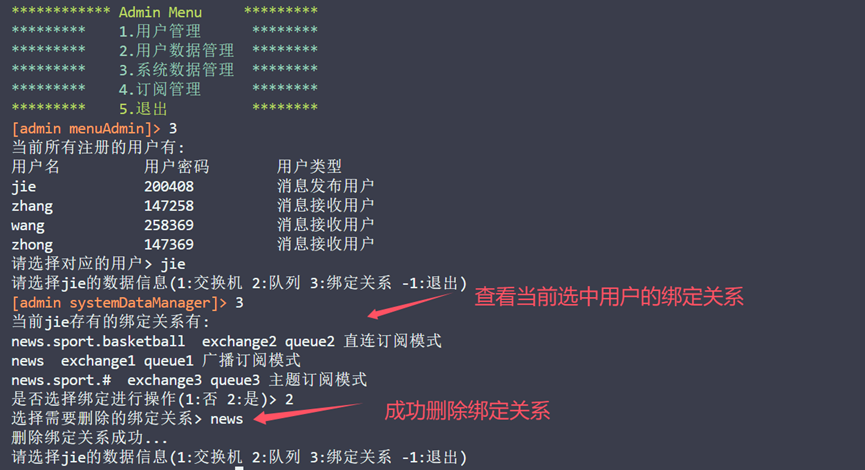 ************ Admin Menu *********
********* 1.用户管理 ********
********* 2.用户数据管理 ********
********* 3.系统数据管理 ********
********* 4.订阅管理 ********
********* 5.退出 ********
[admin menuAdmin]> 3
当前所有注册的用户有:
用户名 用户密码 用户类型
jie 200408 消息发布用户
zhang 147258 消息接收用户
wang 258369 消息接收用户
zhong 147369 消息接收用户
请选择对应的用户> jie
请选择jie的数据信息(1:交换机 2:队列 3:绑定关系 -1:退出)
[admin systemDataManager]> 3
查看当前选中用户的绑定关系
当前jie存有的绑定关系有:
news.sport.basketball exchange2 queue2 直连订阅模式
news exchange1 queue1 广播订阅模式
news.sport.# exchange3 queue3 主题订阅模式
是否选择绑定进行操作(1:否 2:是)> 2
选择需要删除的绑定关系> news
成功删除绑定关系
删除绑定关系成功...
请选择jie的数据信息(1:交换机 2:队列 3:绑定关系 -1:退出)